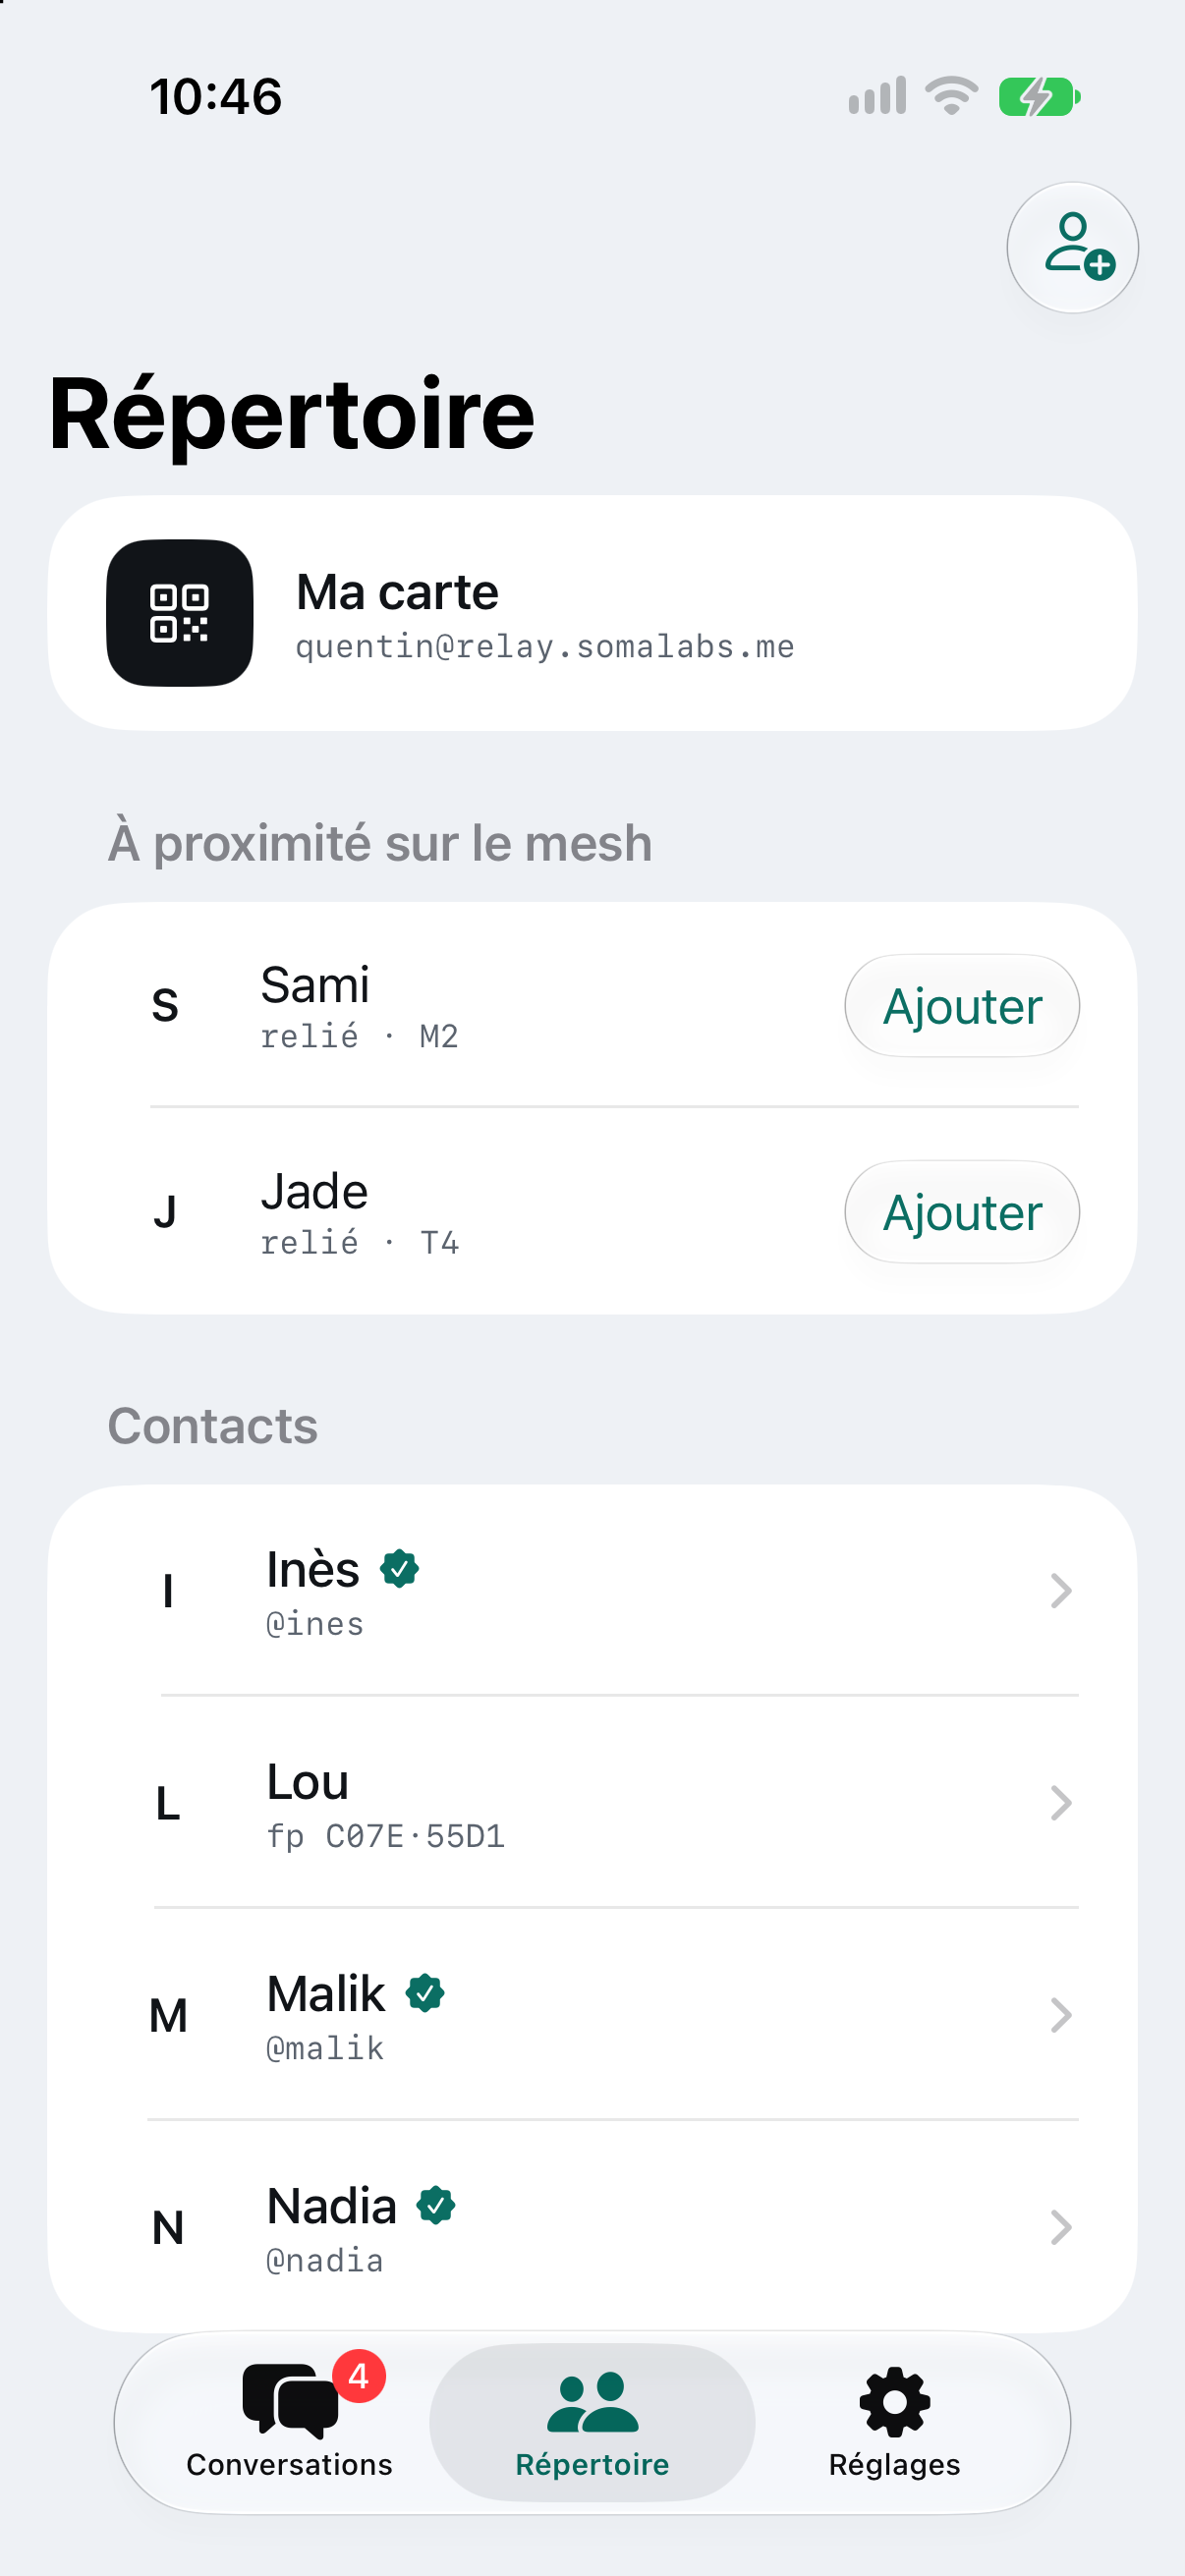 10:46
Répertoire
Ma carte
quentin@relay.somalabs.me
À proximité sur le mesh
S
Sami
relié · M2
Ajouter
J
Jade
relié · T4
Ajouter
Contacts
I
Inès
@ines
L
Lou
fp C07E·55D1
M
Malik
@malik
N
Nadia
@nadia
4
Conversations
Répertoire
Réglages